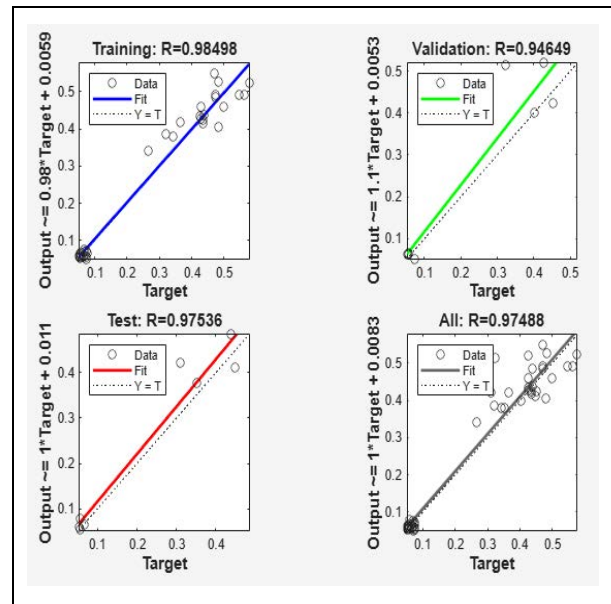 Training: R=0.98498
Output ~= 0.98*Target + 0.0059
Data
Fit
Y = T
0.5
0.4
0.3
0.2
0.1
0.1 0.2 0.3 0.4 0.5
Target
Validation: R=0.94649
Output ~= 1.1*Target + 0.0053
Data
Fit
Y = T
0.5
0.4
0.3
0.2
0.1
0.1 0.2 0.3 0.4 0.5
Target
Test: R=0.97536
Output ~= 1*Target + 0.011
Data
Fit
Y = T
0.4
0.3
0.2
0.1
0.1 0.2 0.3 0.4
Target
All: R=0.97488
Output ~= 1*Target + 0.0083
Data
Fit
Y = T
0.5
0.4
0.3
0.2
0.1
0.1 0.2 0.3 0.4 0.5
Target